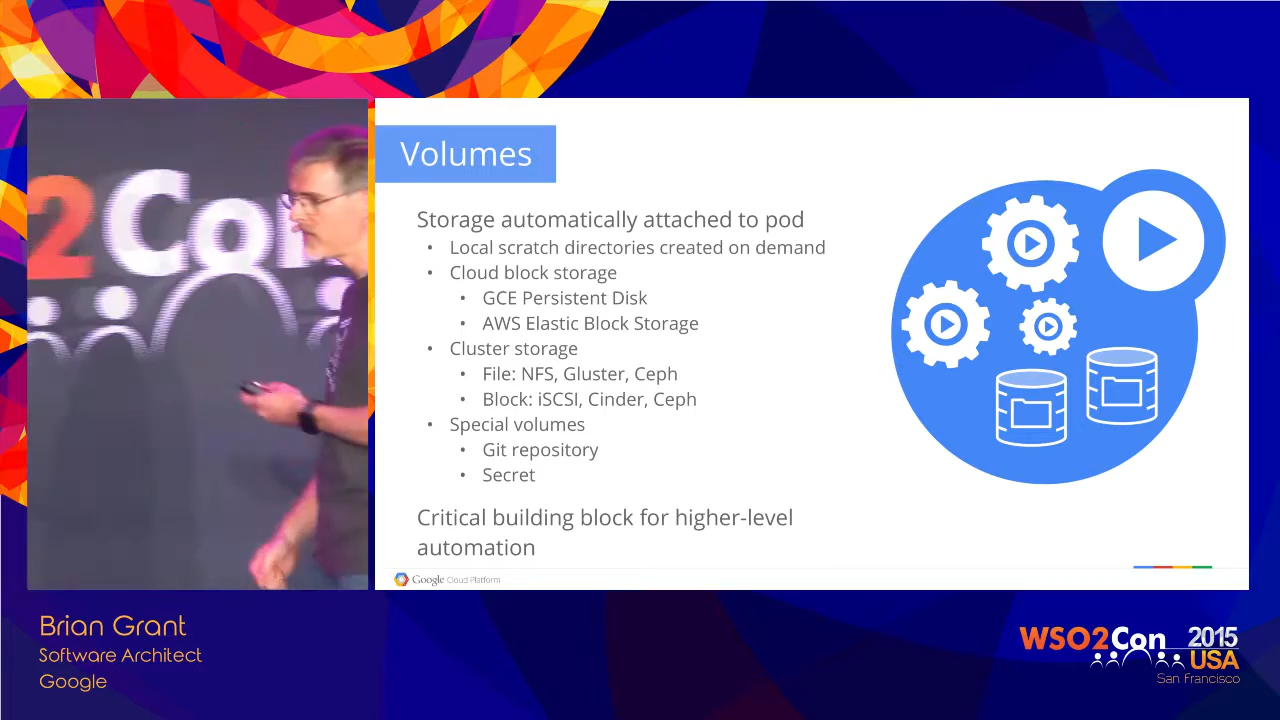 2Con
Volumes
Storage automatically attached to pod
• Local scratch directories created on demand
• Cloud block storage
• GCE Persistent Disk
• AWS Elastic Block Storage
• Cluster storage
• File: NFS, Gluster, Ceph
• Block: iSCSI, Cinder, Ceph
• Special volumes
• Git repository
• Secret
Critical building block for higher-level
automation
Google Cloud Platform
Brian Grant
Software Architect
Google
WSO2Con 2015
USA
San Francisco